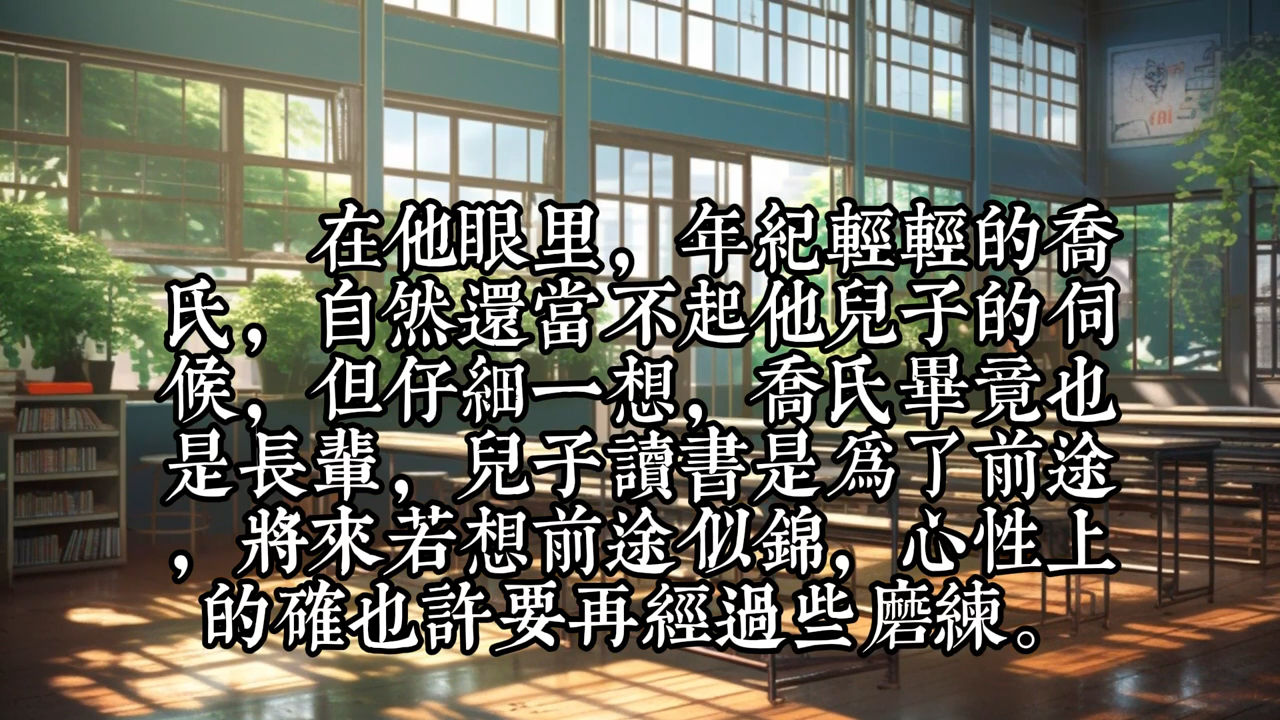 在他眼里，年紀輕輕的喬
氏，自然還當不起他兒子的伺
候，但仔細一想，喬氏畢竟也
是長輩，兒子讀書是爲了前途
，將來若想前途似錦，心性上
的確也許要再經過些磨練。